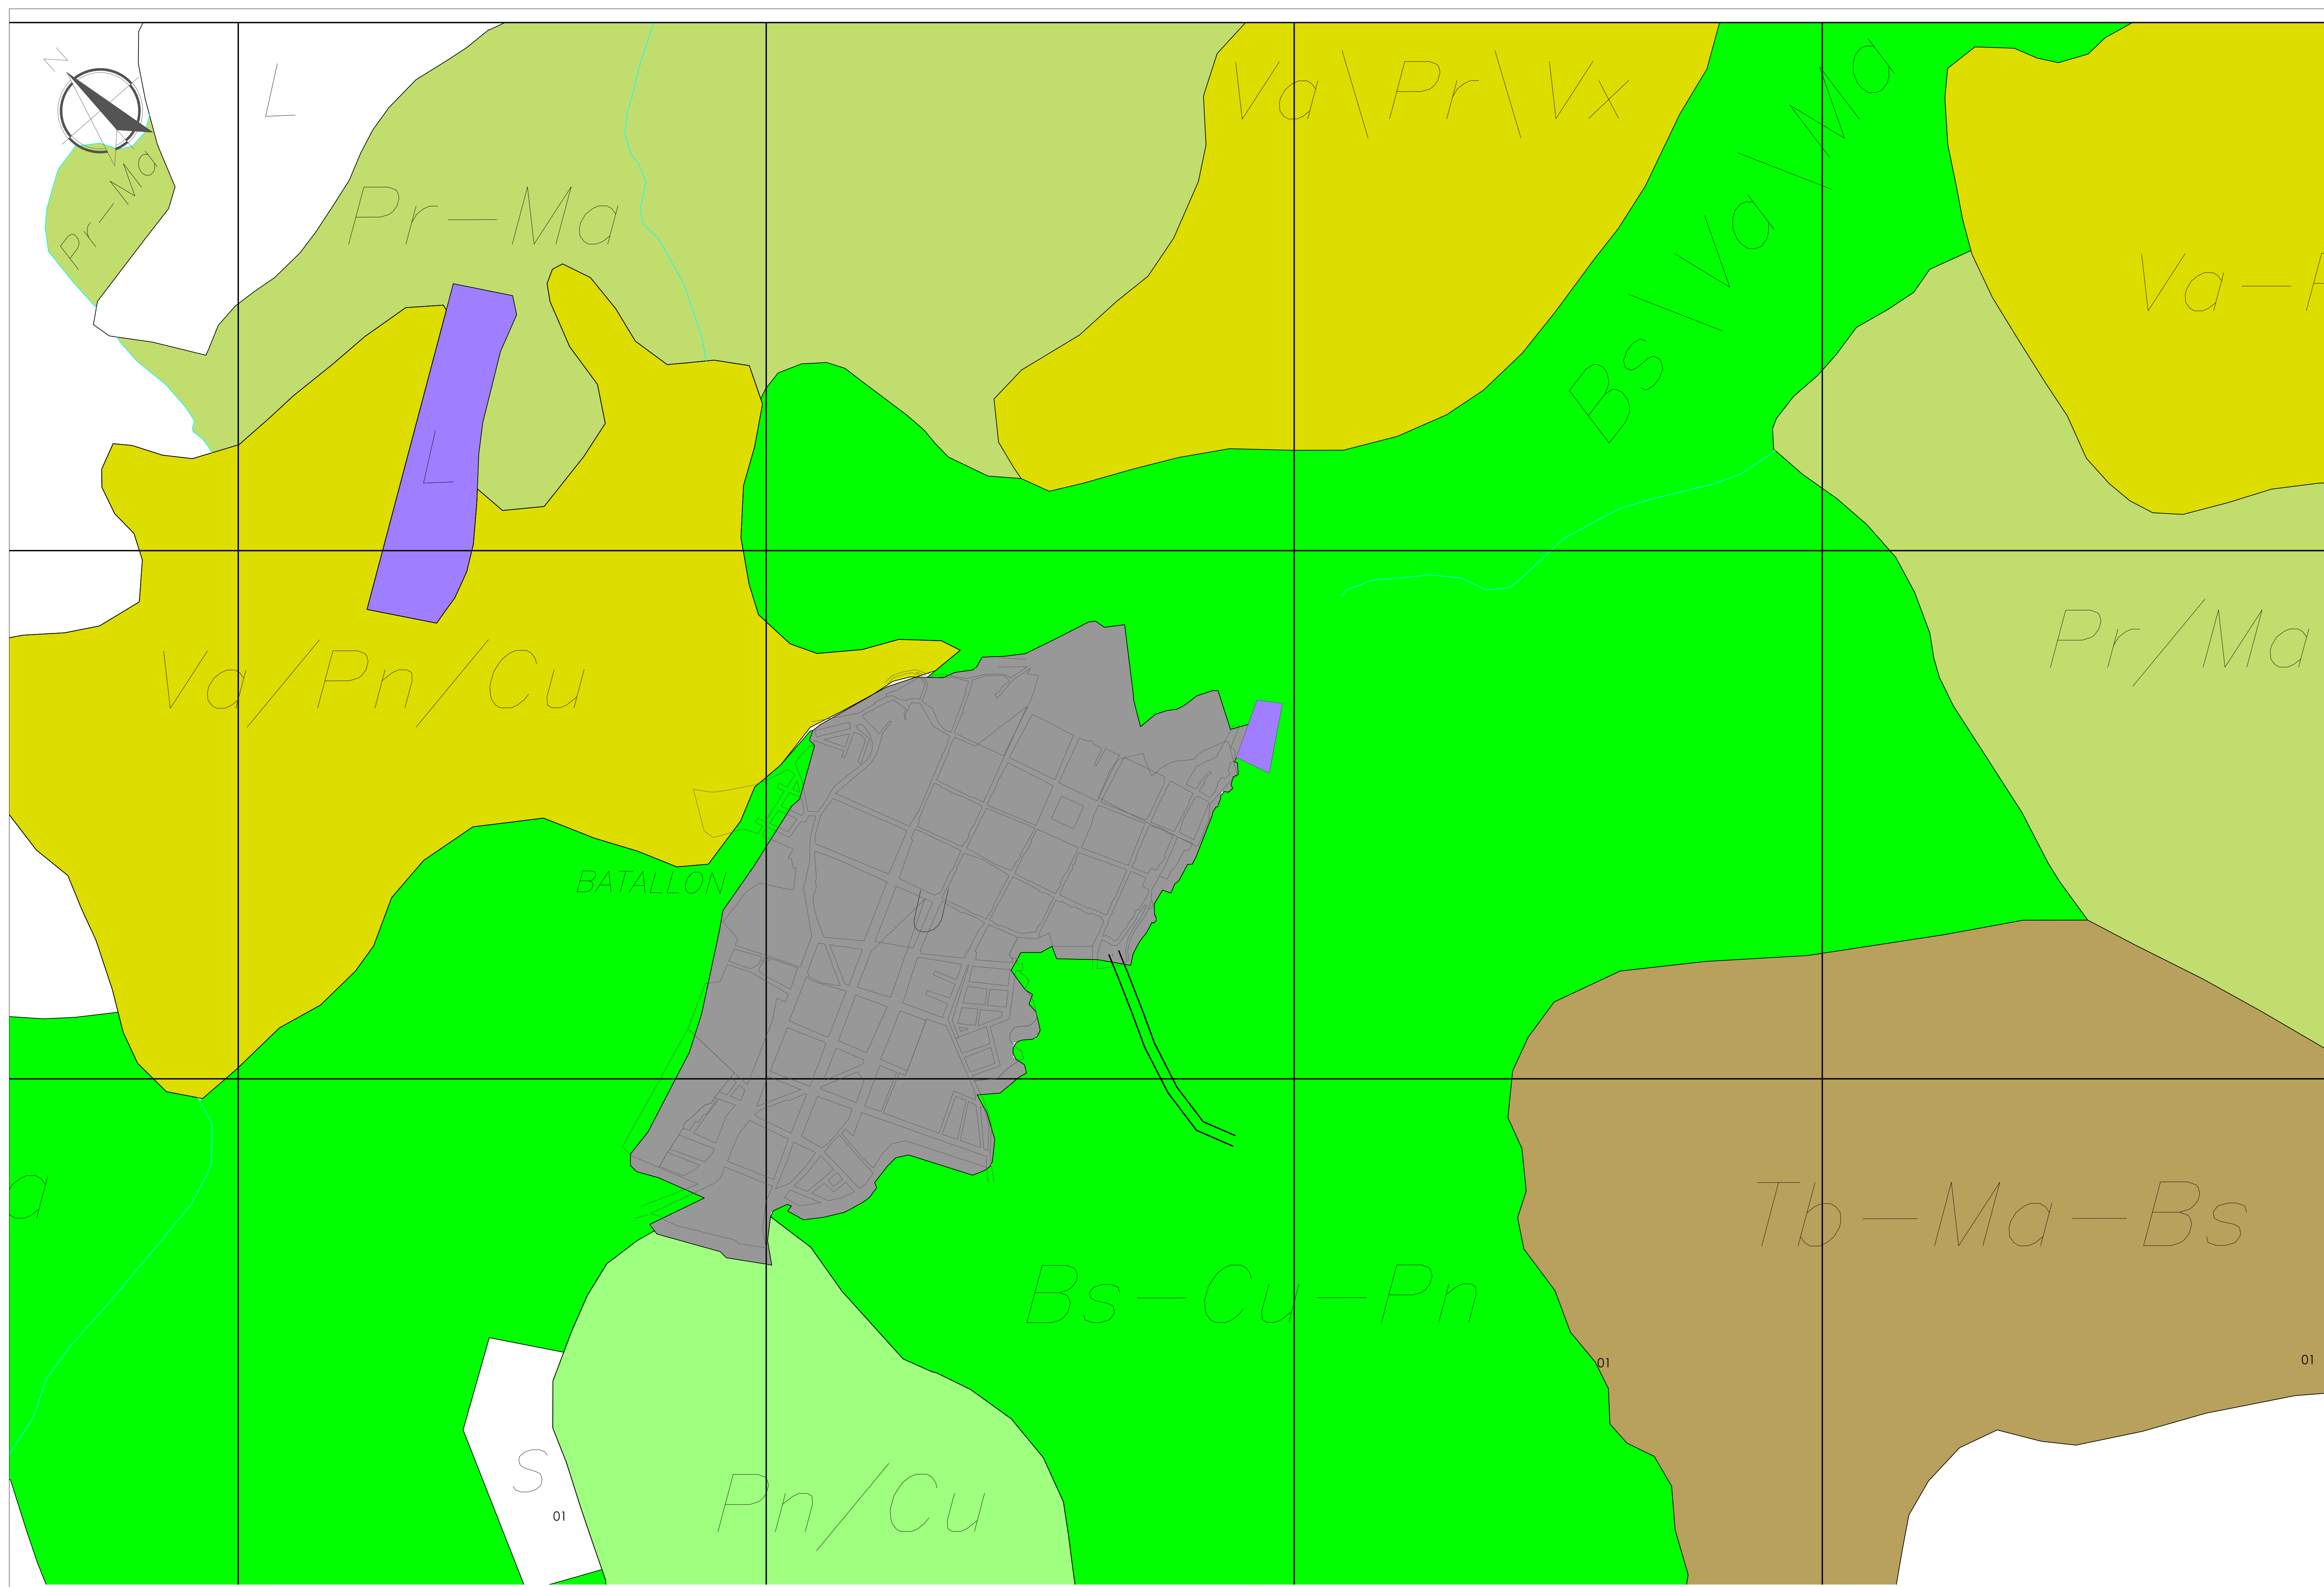 N
L
Va\Pr\Vx
Pr-Ma
Pr-Ma
Bs\Va\Ma
L
Va/Pn/Cu
Pr/Ma
BATALLON
U
Tb-Ma-Bs
Bs-Cu-Pn
01
01
S
Pn/Cu
01